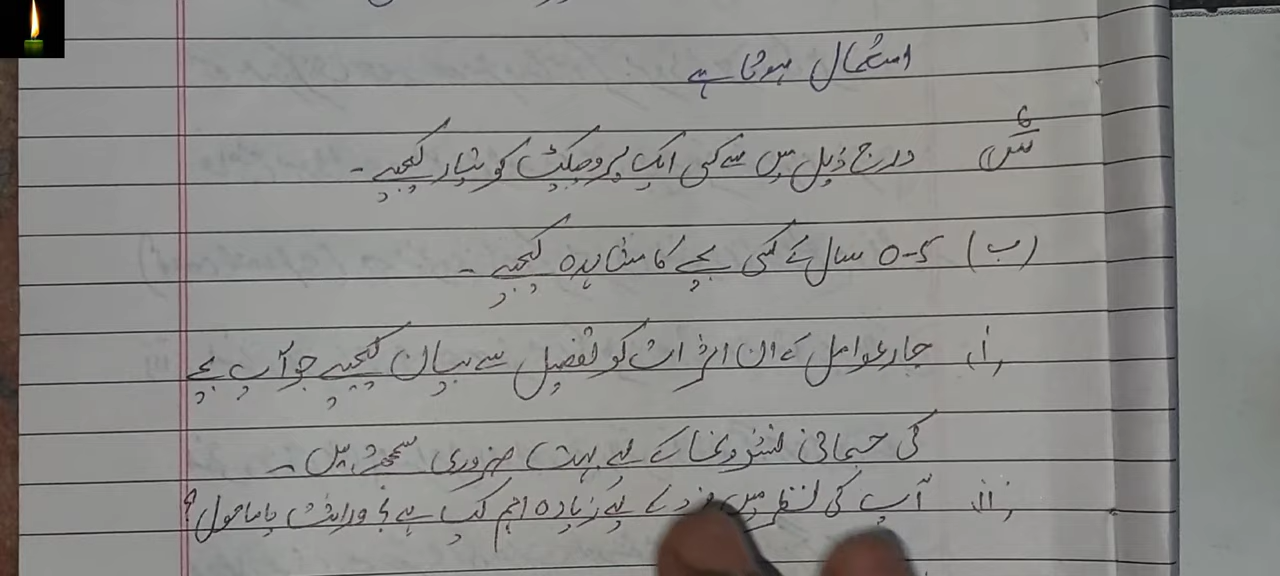 استعمال ہوتا ہے
س۶ درج ذیل میں سے کسی ایک پروجیکٹ کو تیار کیجیے۔
(ب) 0-5 سال کے کسی بچے کا مشاہدہ کیجیے۔
i. چار عوامل کے ان اثرات کو تفصیل سے بیان کیجیے جو آپ بچے
کی جسمانی نشوونما کے لیے بہت ضروری سمجھتے ہیں۔
ii. آپ کی نظر میں کے لیے زیادہ اہم کیا ہے؟ وراثت یا ماحول؟